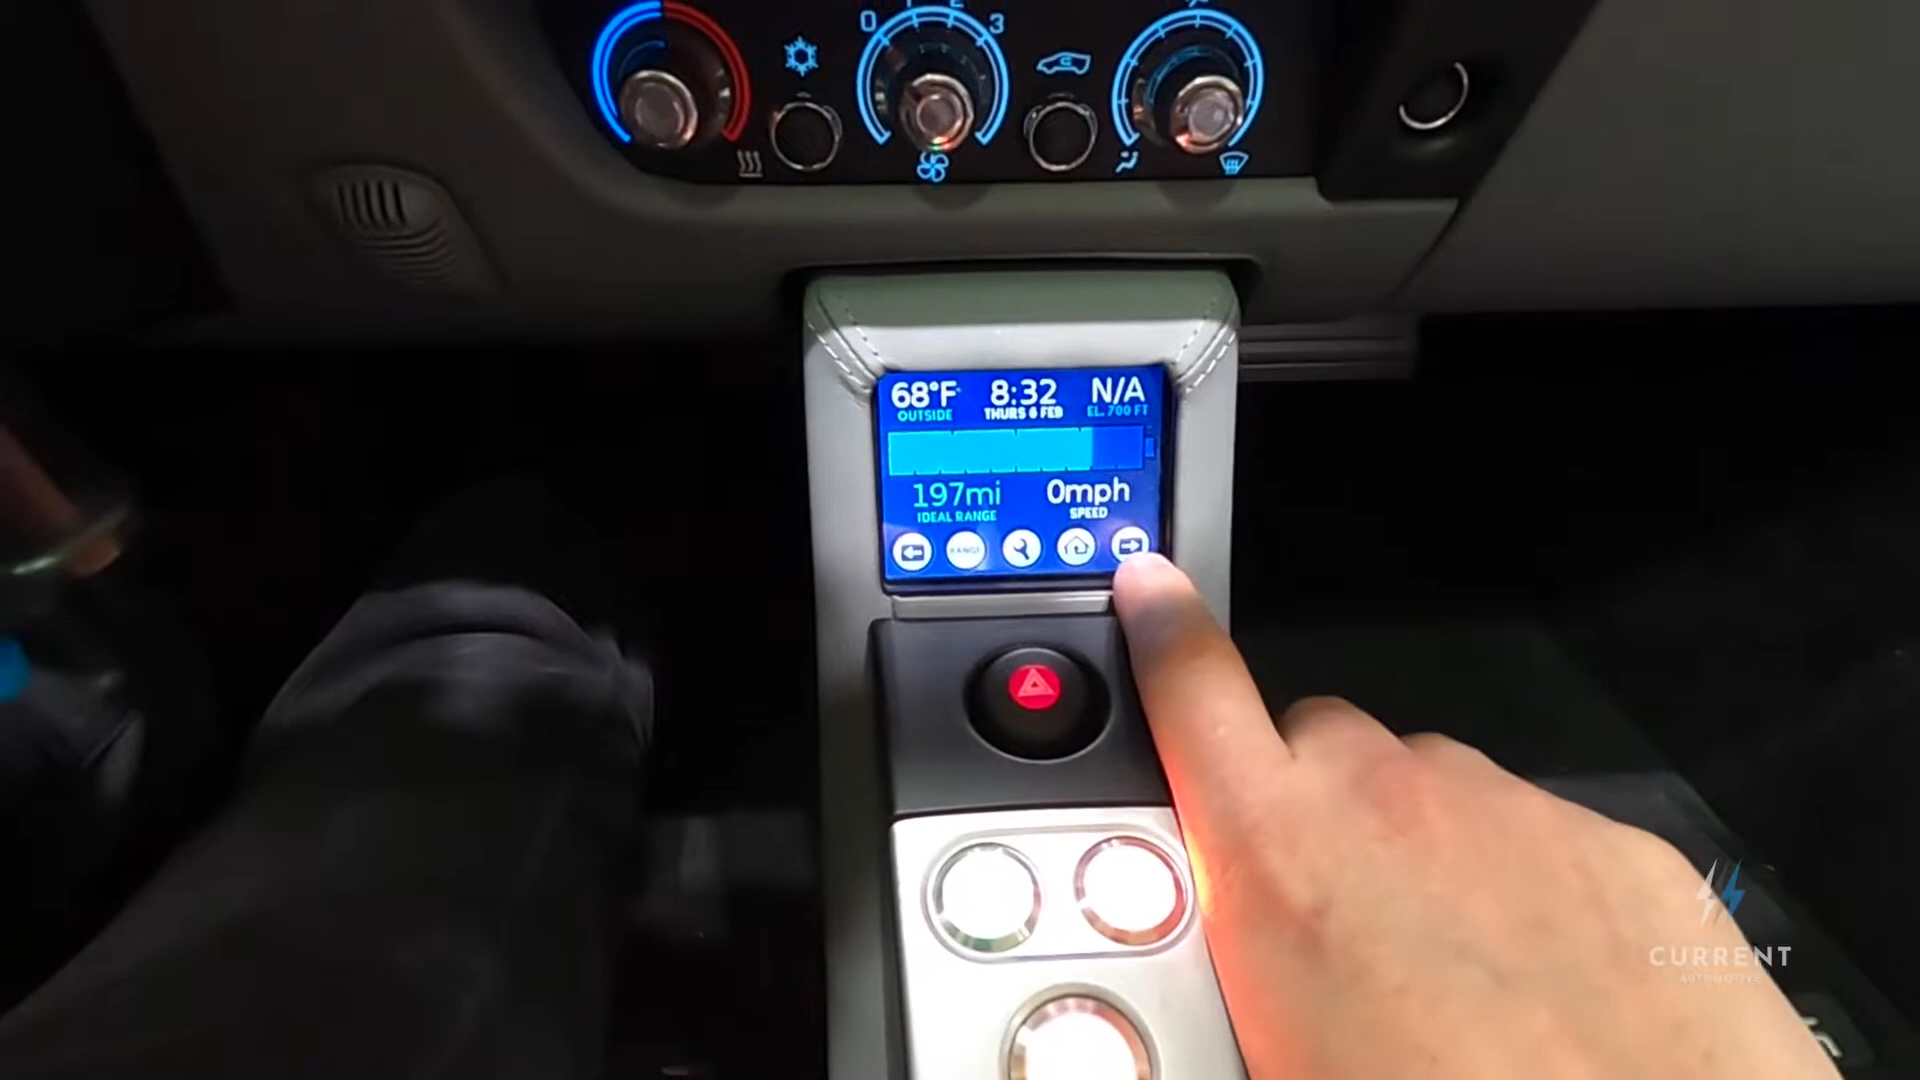 0 1 2 3
68°F 8:32 N/A
OUTSIDE THURS 6 FEB EL. 700 FT
197mi 0mph
IDEAL RANGE SPEED
RANGE
CURRENT
AUTOMOTIVE